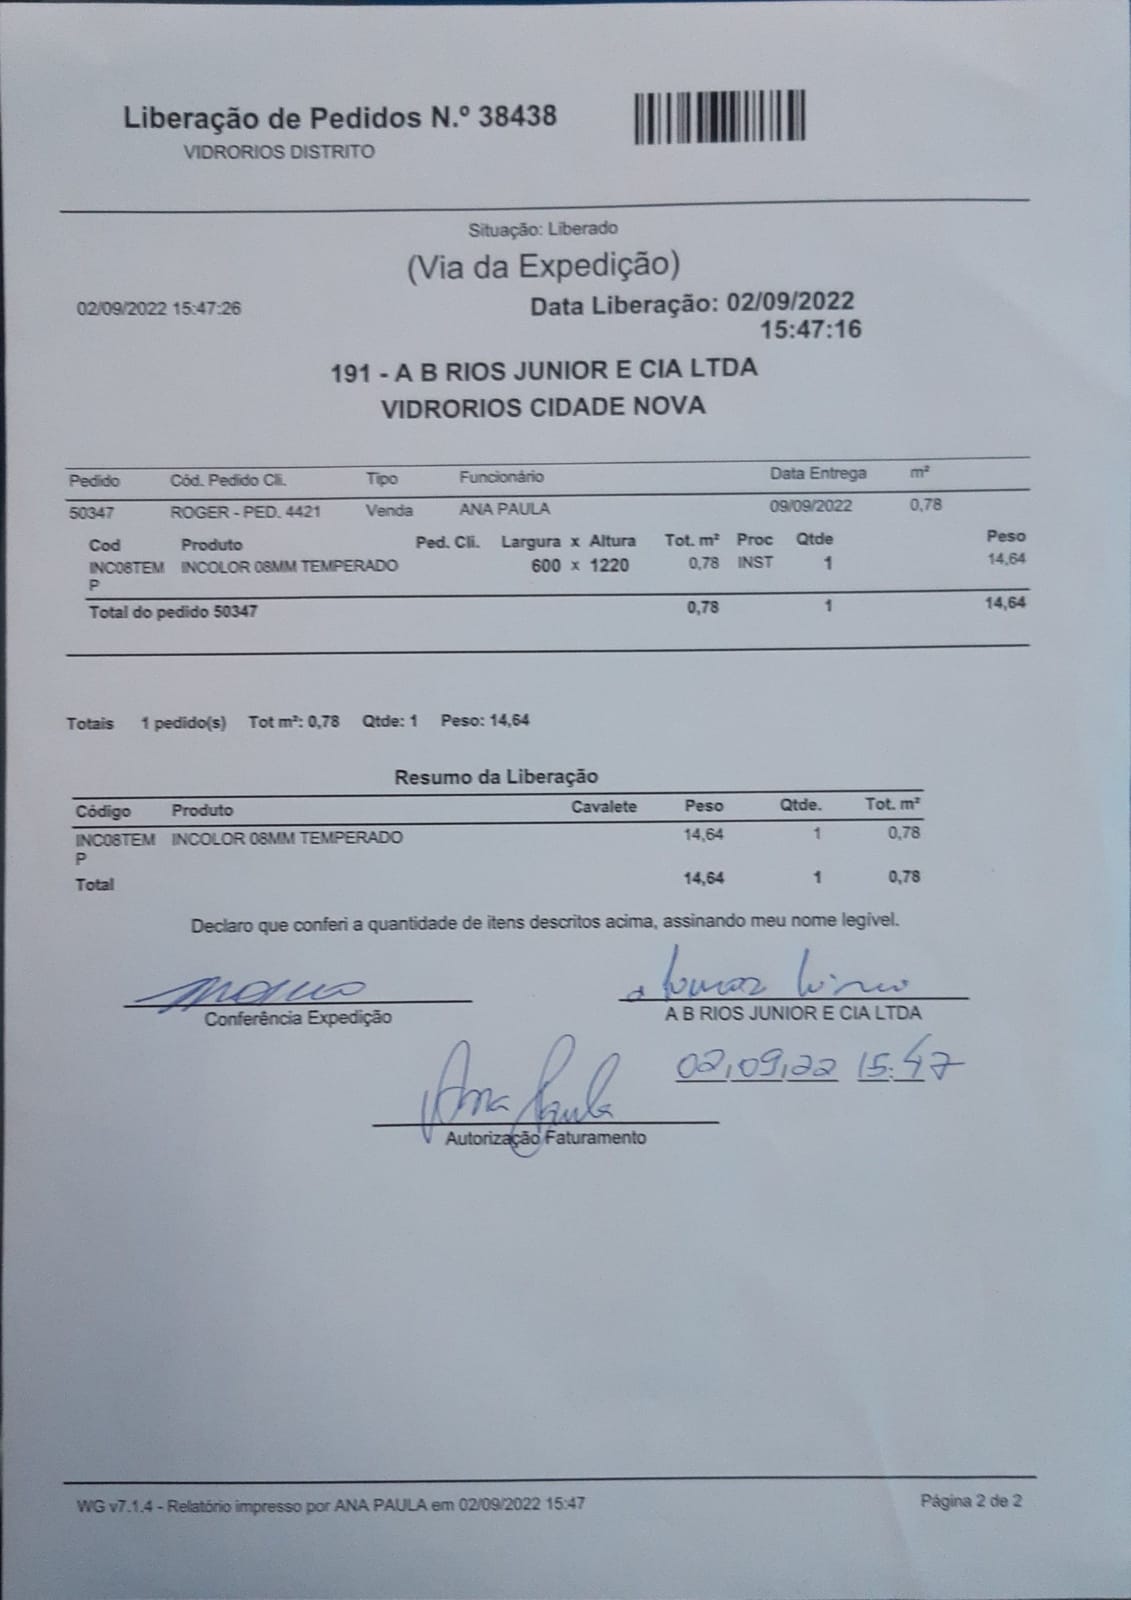 Liberação de Pedidos N.º 38438
VIDRORIOS DISTRITO
Situação: Liberado
(Via da Expedição)
02/09/2022 15:47:26
Data Liberação: 02/09/2022
15:47:16
191 - A B RIOS JUNIOR E CIA LTDA
VIDRORIOS CIDADE NOVA
Pedido Cód. Pedido Cli. Tipo Funcionário Data Entrega m²
50347 ROGER - PED. 4421 Venda ANA PAULA 09/09/2022 0,78
Cod Produto Ped. Cli. Largura x Altura Tot. m² Proc Qtde Peso
INC08TEM INCOLOR 08MM TEMPERADO 600 x 1220 0,78 INST 1 14,64
P
Total do pedido 50347 0,78 1 14,64
Totais 1 pedido(s) Tot m²: 0,78 Qtde: 1 Peso: 14,64
Resumo da Liberação
Código Produto Cavalete Peso Qtde. Tot. m²
INC08TEM INCOLOR 08MM TEMPERADO 14,64 1 0,78
P
Total 14,64 1 0,78
Declaro que conferi a quantidade de itens descritos acima, assinando meu nome legível.
Conferência Expedição
A B RIOS JUNIOR E CIA LTDA
02,09,22 15:47
Ana Paula
Autorização Faturamento
WG v7.1.4 - Relatório impresso por ANA PAULA em 02/09/2022 15:47
Página 2 de 2